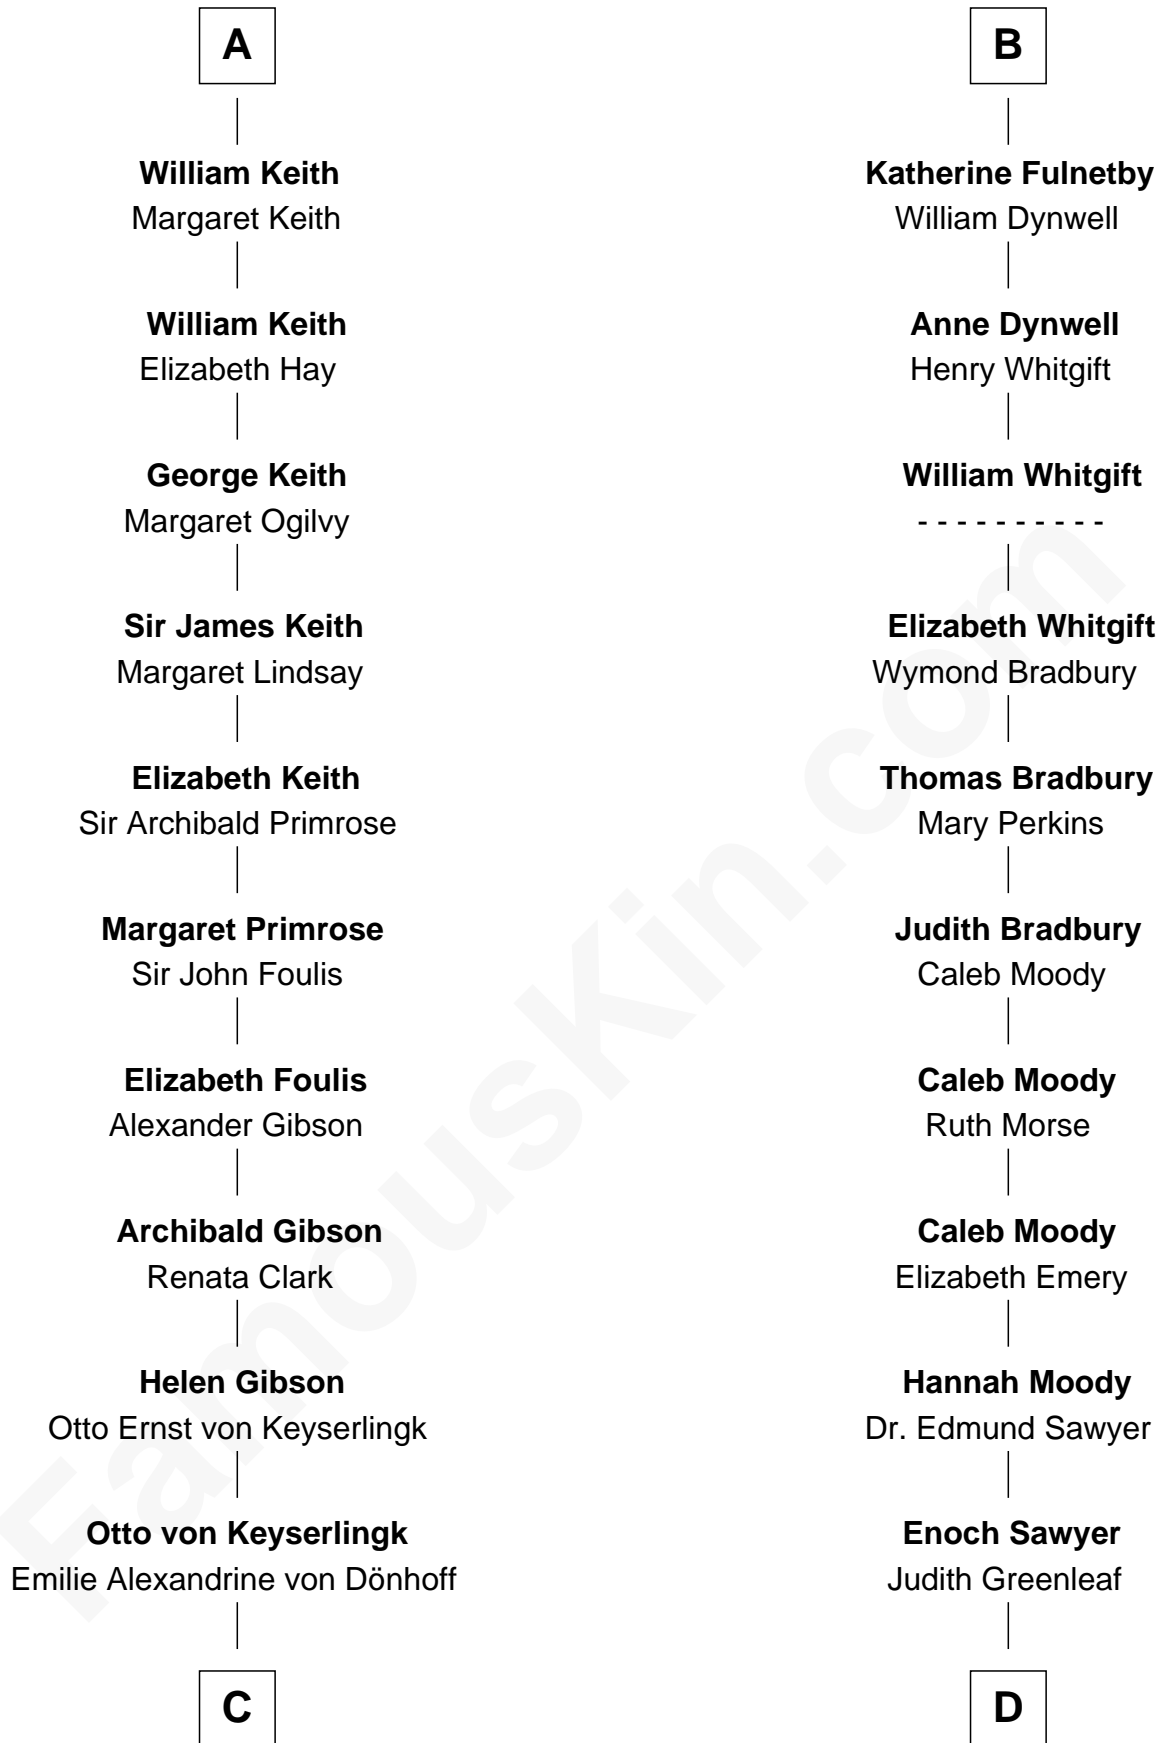 A
William Keith
Margaret Keith
William Keith
Elizabeth Hay
George Keith
Margaret Ogilvy
Sir James Keith
Margaret Lindsay
Elizabeth Keith
Sir Archibald Primrose
Margaret Primrose
Sir John Foulis
Elizabeth Foulis
Alexander Gibson
Archibald Gibson
Renata Clark
Helen Gibson
Otto Ernst von Keyserlingk
Otto von Keyserlingk
Emilie Alexandrine von Dönhoff
C
B
Katherine Fulnetby
William Dynwell
Anne Dynwell
Henry Whitgift
William Whitgift
- - - - - - - - - -
Elizabeth Whitgift
Wymond Bradbury
Thomas Bradbury
Mary Perkins
Judith Bradbury
Caleb Moody
Caleb Moody
Ruth Morse
Caleb Moody
Elizabeth Emery
Hannah Moody
Dr. Edmund Sawyer
Enoch Sawyer
Judith Greenleaf
D
FamousKin.com